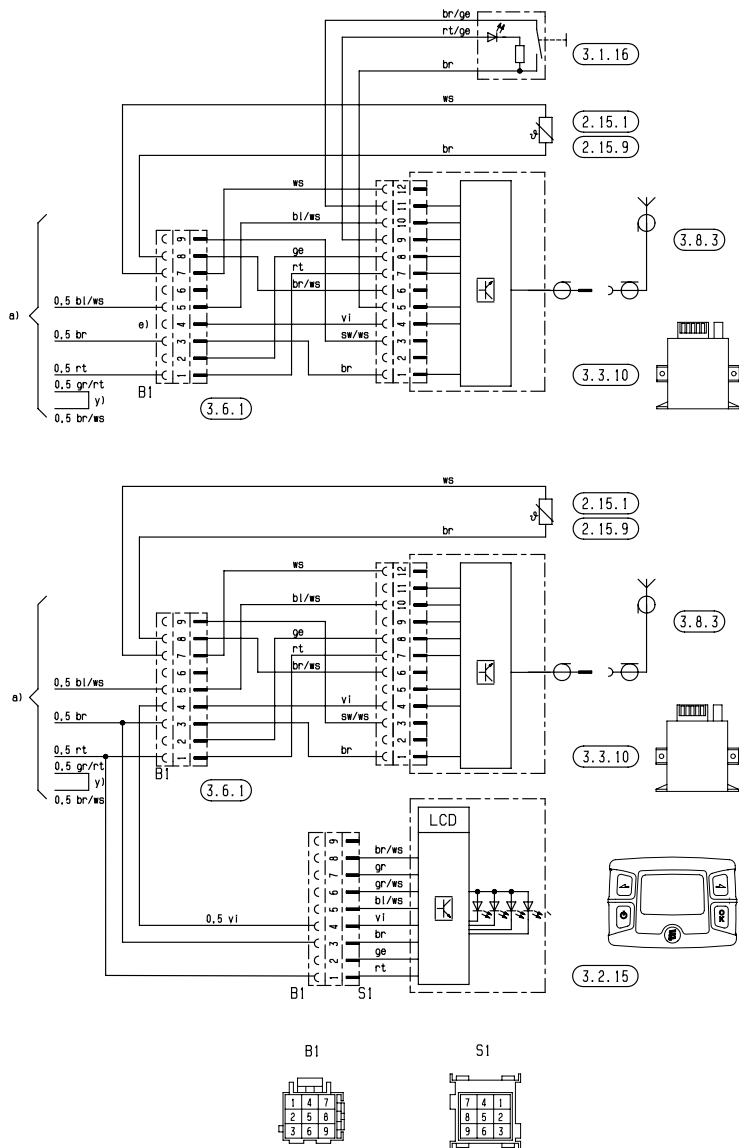 br/ge
rt/ge
br
3.1.16
ws
2.15.1
br
2.15.9
ws
bl/ws
ge
rt
br/ws
vi
sw/ws
br
12
11
10
9
8
7
6
5
4
3
2
1
3.8.3
3.3.10
9
8
7
6
5
4
3
2
1
a)
0,5 bl/ws
e)
0,5 br
0,5 rt
0,5 gr/rt
y)
0,5 br/ws
B1
3.6.1
ws
2.15.1
br
2.15.9
ws
bl/ws
ge
rt
br/ws
vi
sw/ws
br
12
11
10
9
8
7
6
5
4
3
2
1
3.8.3
3.3.10
9
8
7
6
5
4
3
2
1
a)
0,5 bl/ws
0,5 br
0,5 rt
0,5 gr/rt
y)
0,5 br/ws
B1
3.6.1
LCD
9
8
7
6
5
4
3
2
1
br/ws
gr
gr/ws
bl/ws
vi
br
ge
rt
0,5 vi
B1
S1
OK
3.2.15
B1
S1
1 4 7
2 5 8
3 6 9
7 4 1
8 5 2
9 6 3